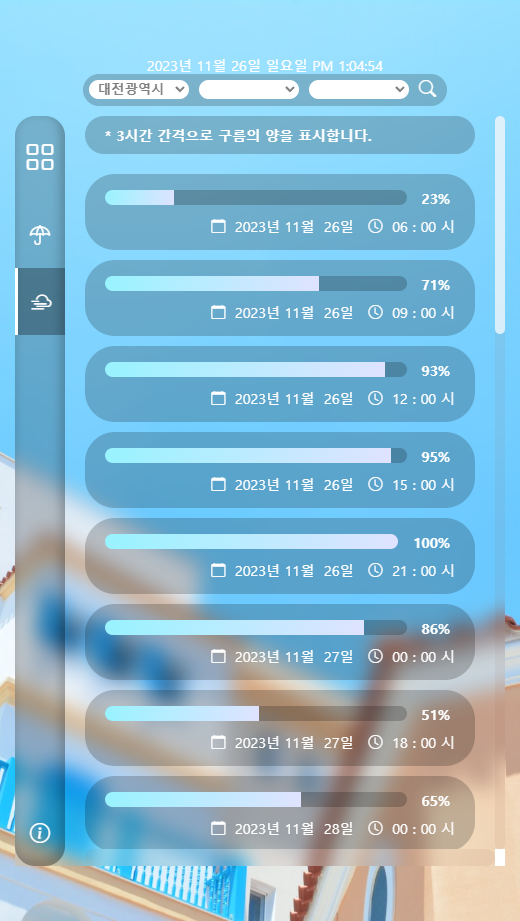 2023년 11월 26일 일요일 PM 1:04:54
대전광역시
* 3시간 간격으로 구름의 양을 표시합니다.
23%
2023년 11월 26일 06 : 00 시
71%
2023년 11월 26일 09 : 00 시
93%
2023년 11월 26일 12 : 00 시
95%
2023년 11월 26일 15 : 00 시
100%
2023년 11월 26일 21 : 00 시
86%
2023년 11월 27일 00 : 00 시
51%
2023년 11월 27일 18 : 00 시
65%
2023년 11월 28일 00 : 00 시